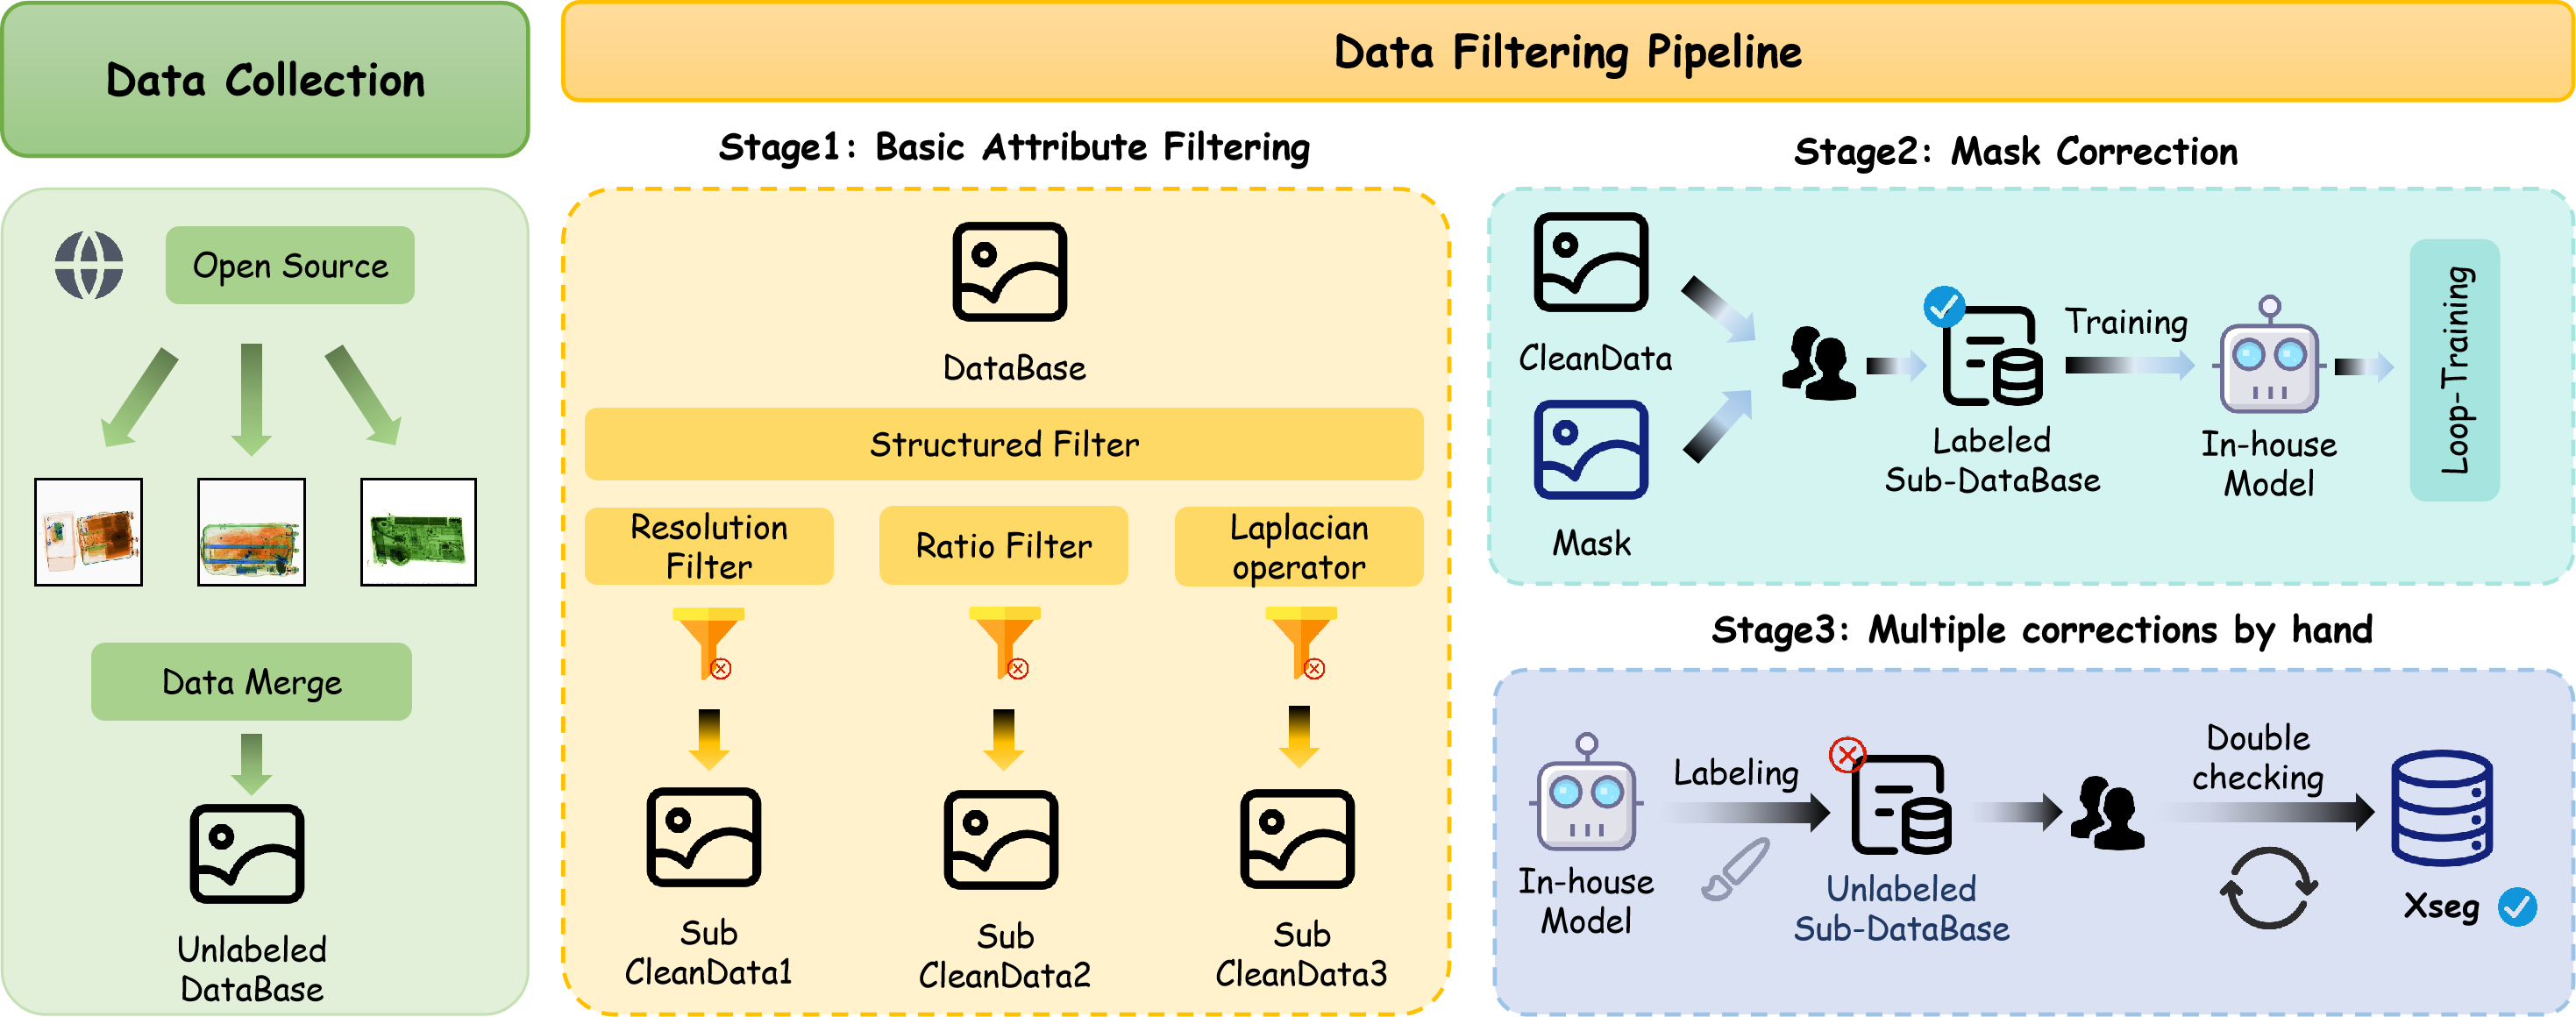 Data Collection
Open Source
Data Merge
Unlabeled
DataBase
Data Filtering Pipeline
Stage1: Basic Attribute Filtering
DataBase
Structured Filter
Resolution
Filter
Ratio Filter
Laplacian
operator
Sub
CleanData1
Sub
CleanData2
Sub
CleanData3
Stage2: Mask Correction
CleanData
Mask
Labeled
Sub-DataBase
Training
In-house
Model
Loop-Training
Stage3: Multiple corrections by hand
In-house
Model
Labeling
Unlabeled
Sub-DataBase
Double
checking
Xseg